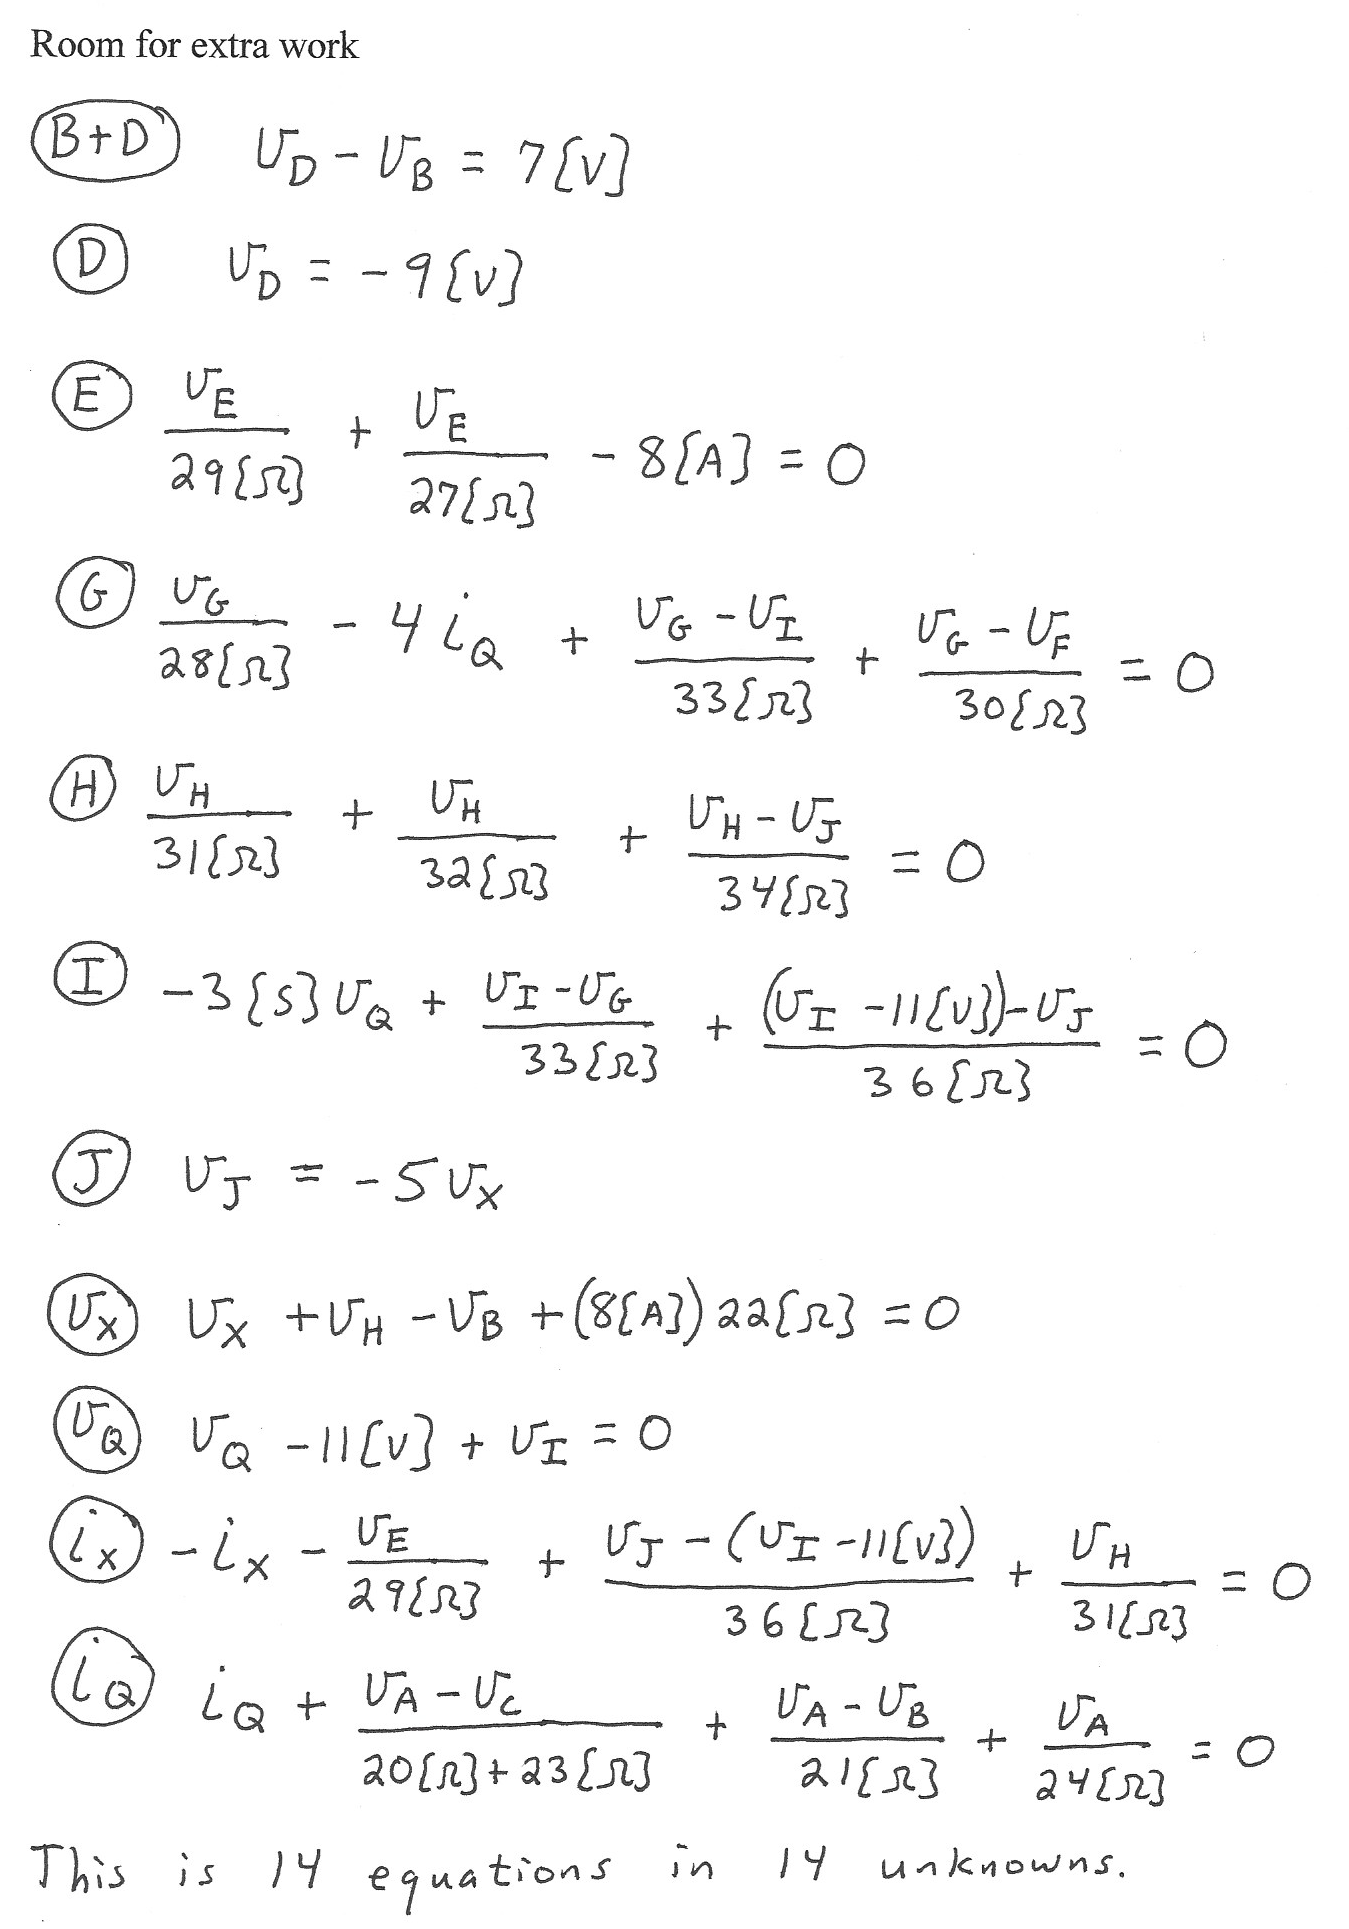 Room for extra work
(B+D) v_D - v_B = 7[V]
(D) v_D = -9[V]
(E) v_E/29[Ω] + v_E/27[Ω] - 8[A] = 0
(G) v_G/28[Ω] - 4 i_Q + (v_G - v_I)/33[Ω] + (v_G - v_F)/30[Ω] = 0
(H) v_H/31[Ω] + v_H/32[Ω] + (v_H - v_J)/34[Ω] = 0
(I) -3[S] v_Q + (v_I - v_G)/33[Ω] + ((v_I - 11[V]) - v_J)/36[Ω] = 0
(J) v_J = -5 v_X
(v_X) v_X + v_H - v_B + (8[A]) 22[Ω] = 0
(v_Q) v_Q - 11[V] + v_I = 0
(i_X) -i_X - v_E/29[Ω] + (v_J - (v_I - 11[V]))/36[Ω] + v_H/31[Ω] = 0
(i_Q) i_Q + (v_A - v_C)/(20[Ω] + 23[Ω]) + (v_A - v_B)/21[Ω] + v_A/24[Ω] = 0
This is 14 equations in 14 unknowns.